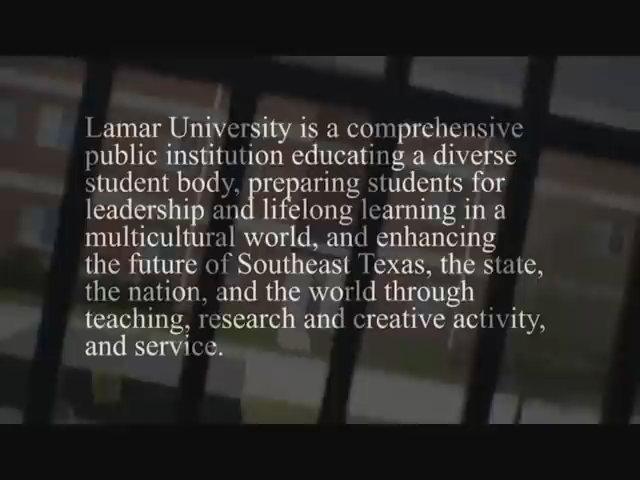 Lamar University is a comprehensive
public institution educating a diverse
student body, preparing students for
leadership and lifelong learning in a
multicultural world, and enhancing
the future of Southeast Texas, the state,
the nation, and the world through
teaching, research and creative activity,
and service.